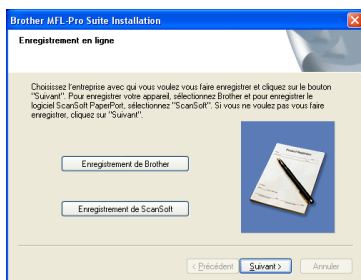 Brother MFL-Pro Suite Installation
Enregistrement en ligne
Choisissez l'entreprise avec qui vous voulez vous faire enregistrer et cliquez sur le bouton
"Suivant". Pour enregistrer votre appareil, sélectionnez Brother et pour enregistrer le
logiciel ScanSoft PaperPort, sélectionnez "ScanSoft". Si vous ne voulez pas vous faire
enregistrer, cliquez sur "Suivant".
Enregistrement de Brother
Enregistrement de ScanSoft
< Précédent
Suivant >
Annuler